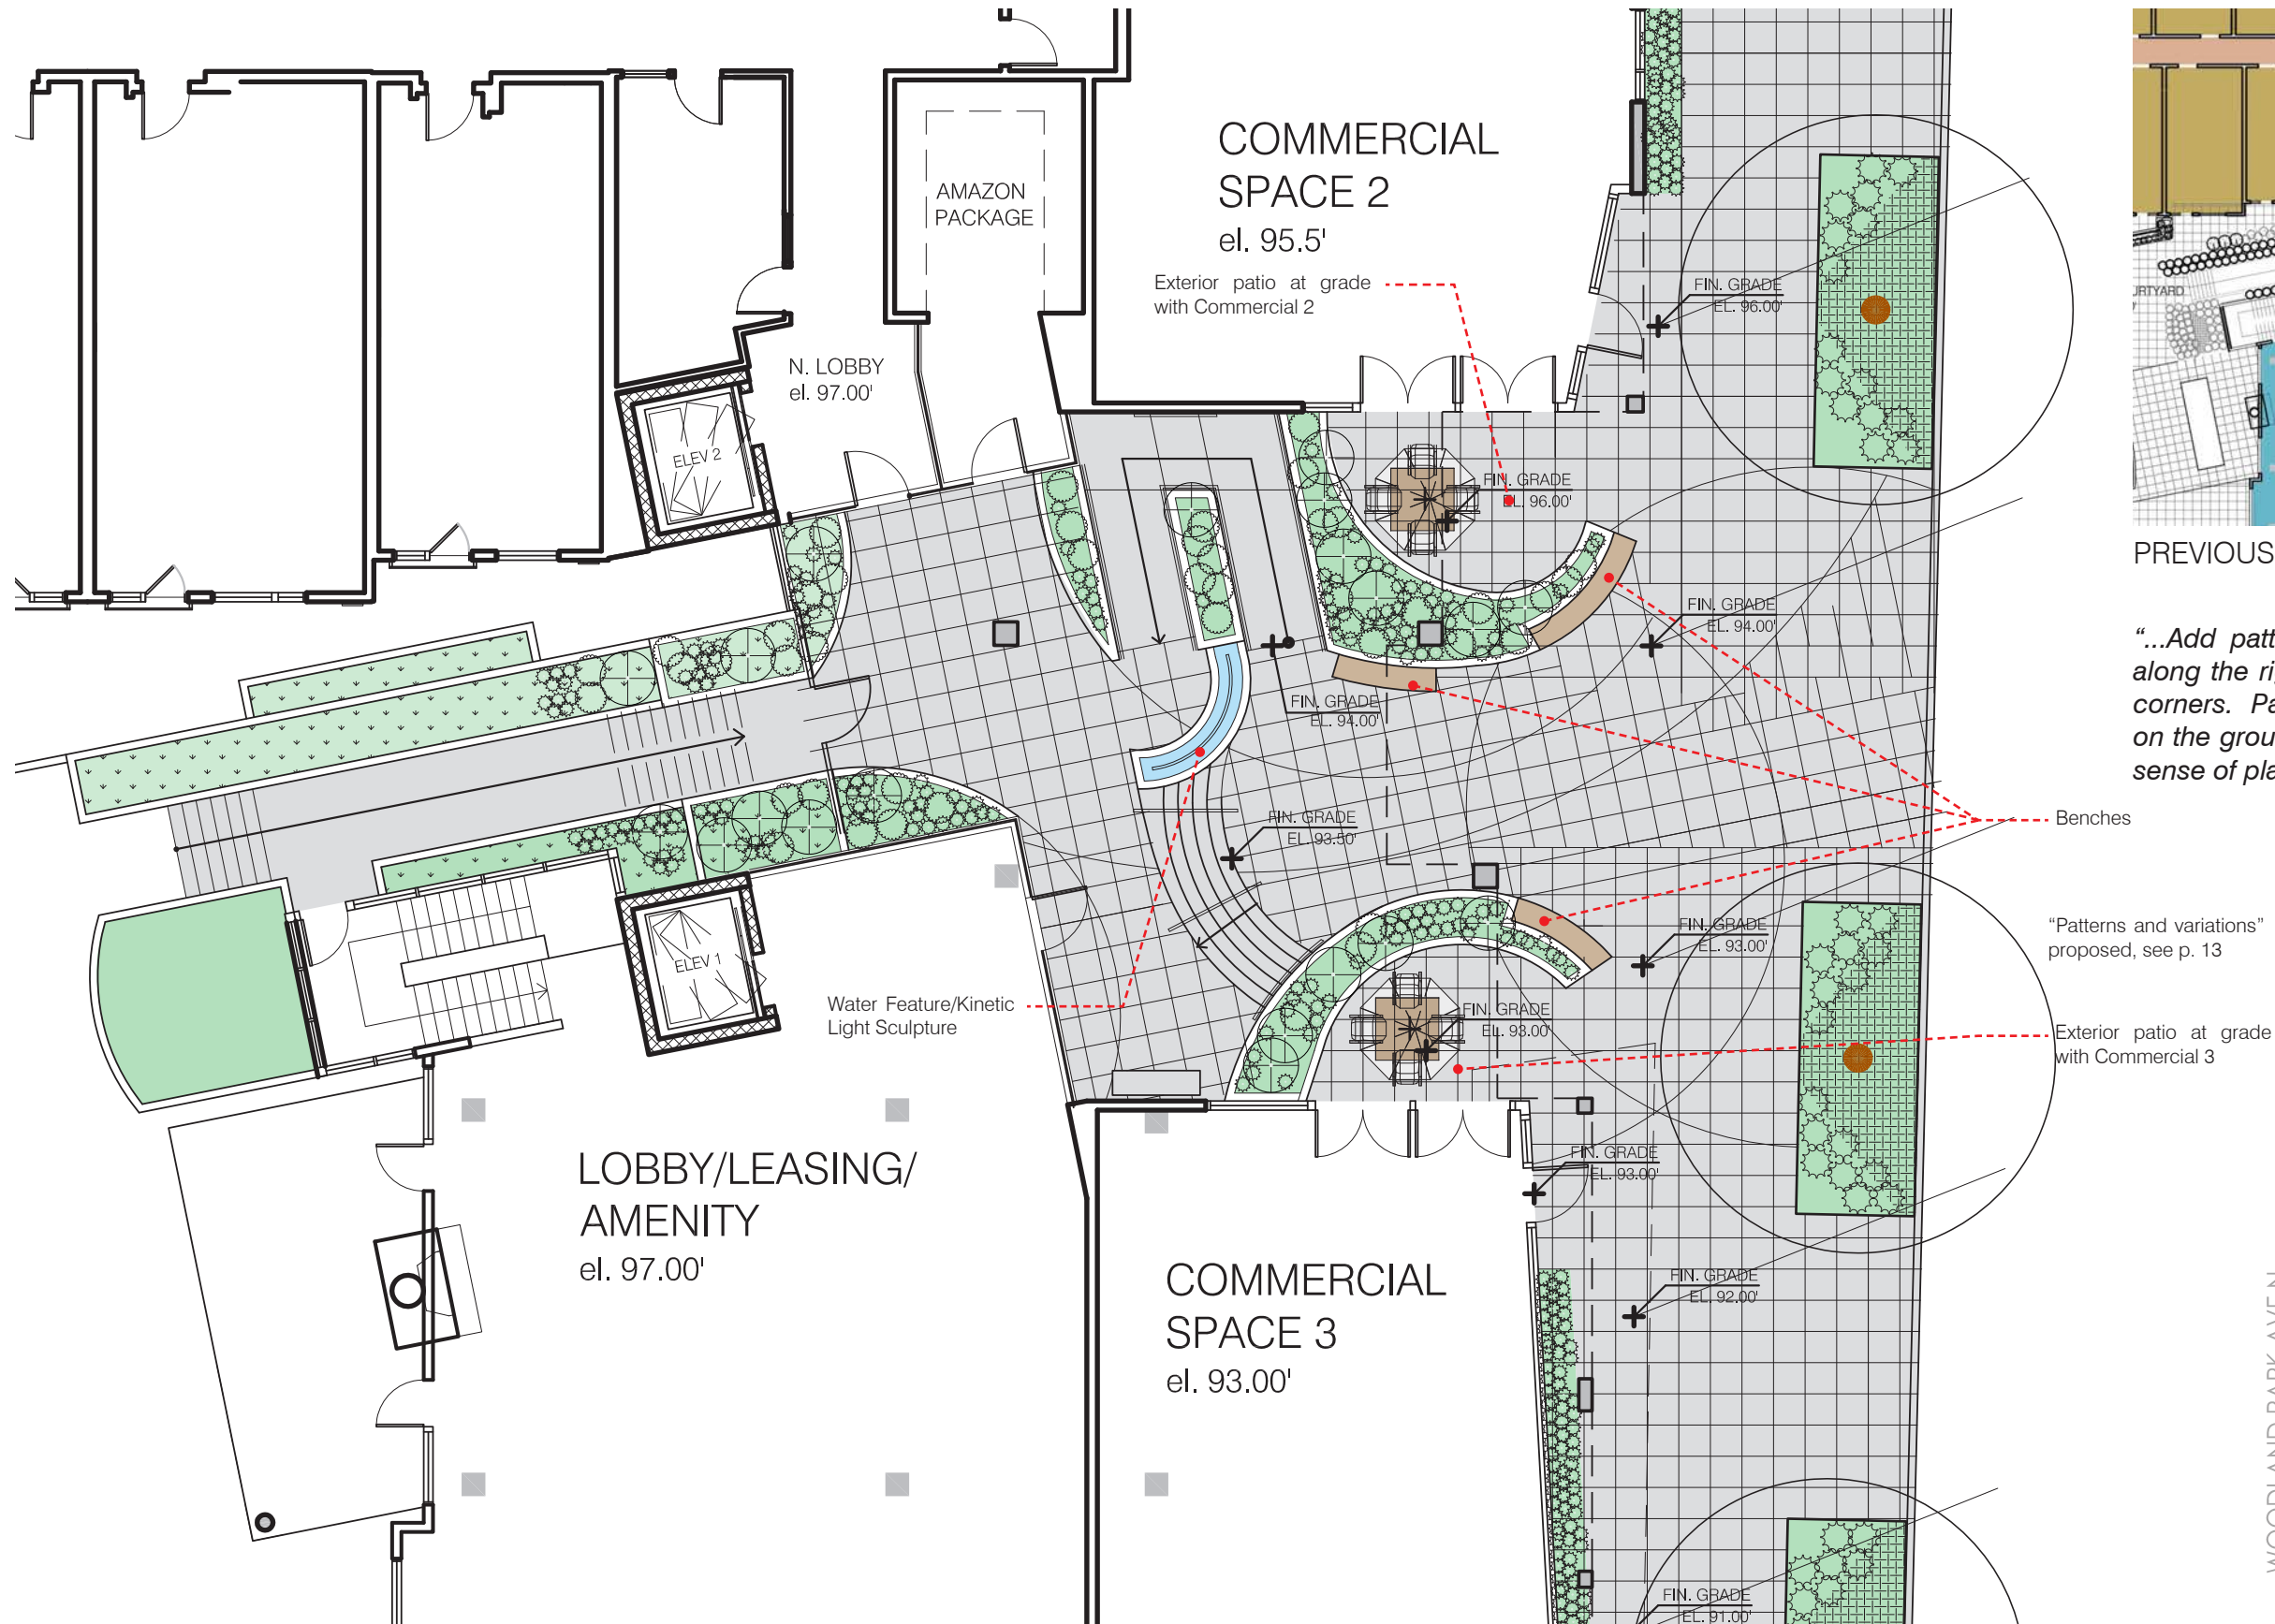 COMMERCIAL
SPACE 2
el. 95.5'
Exterior patio at grade
with Commercial 2
AMAZON
PACKAGE
N. LOBBY
el. 97.00'
ELEV 2
FIN. GRADE
EL. 96.00'
FIN. GRADE
EL. 96.00'
PREVIOUS
FIN. GRADE
EL. 94.00'
"...Add patt
along the ri
corners. Pa
on the grou
sense of pla
FIN. GRADE
EL. 94.00'
FIN. GRADE
EL. 93.50'
Benches
FIN. GRADE
EL. 93.00'
"Patterns and variations"
proposed, see p. 13
ELEV 1
Water Feature/Kinetic
Light Sculpture
FIN. GRADE
EL. 93.00'
Exterior patio at grade
with Commercial 3
LOBBY/LEASING/
AMENITY
el. 97.00'
FIN. GRADE
EL. 93.00'
COMMERCIAL
SPACE 3
el. 93.00'
FIN. GRADE
EL. 92.00'
FIN. GRADE
EL. 91.00'
WOODLAND PARK AVE N